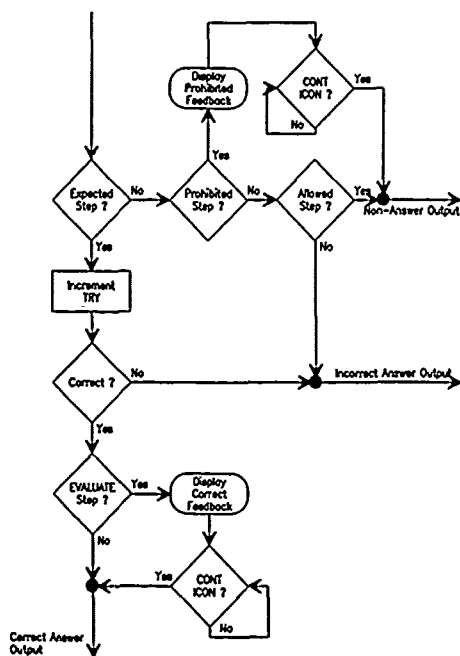 Display
Prohibited
Feedback
CONT
ICON ?
Yes
No
Yes
Expected
Step ?
No
Prohibited
Step ?
No
Allowed
Step ?
Yes
Non-Answer Output
Yes
No
Increment
TRY
Correct ?
No
Incorrect Answer Output
Yes
EVALUATE
Step ?
Yes
Display
Correct
Feedback
No
Yes
CONT
ICON ?
No
Correct Answer
Output